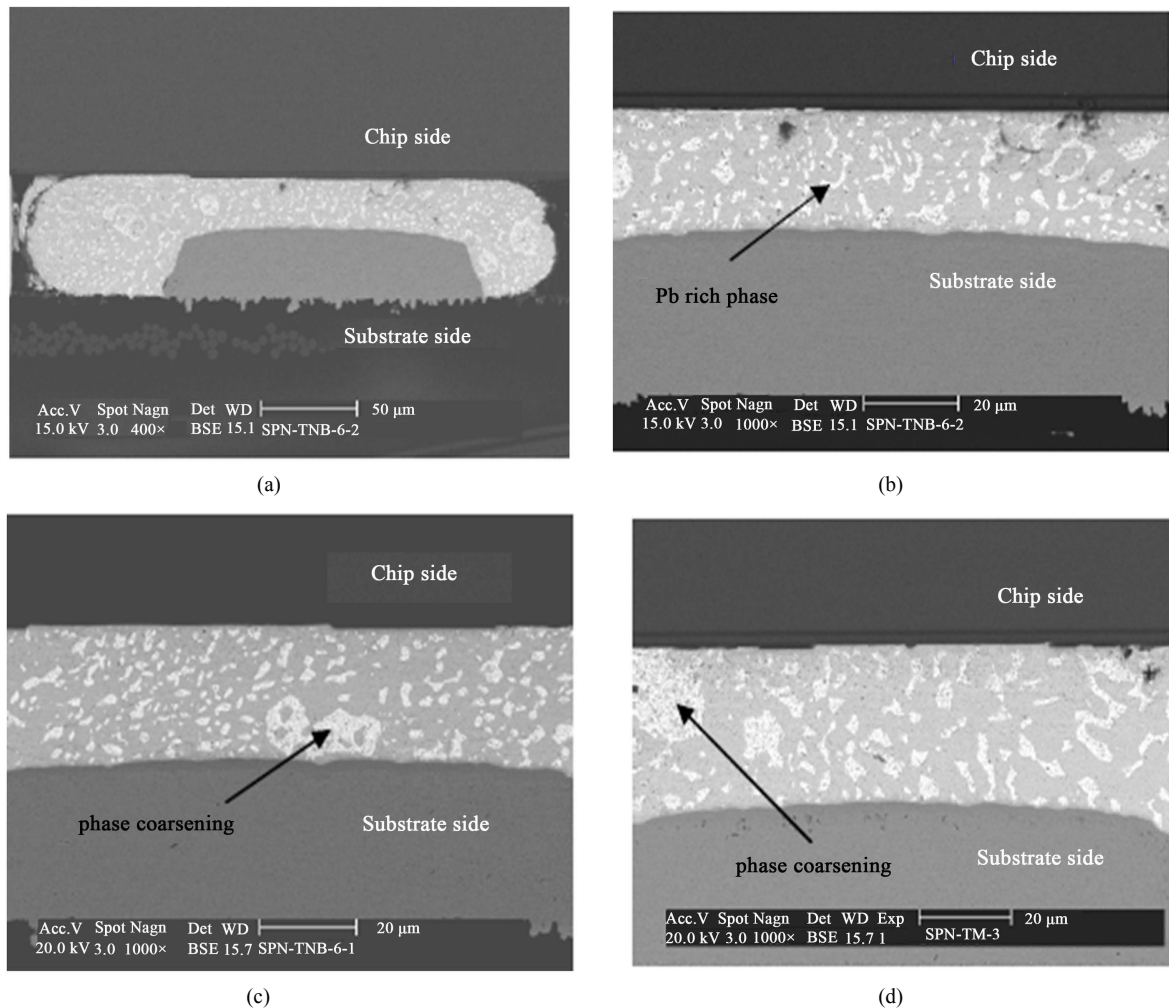 Chip side
Substrate side
Acc.V Spot Nagn Det WD 50 μm
15.0 kV 3.0 400× BSE 15.1 SPN-TNB-6-2
(a)
Chip side
Substrate side
Pb rich phase
Acc.V Spot Nagn Det WD 20 μm
15.0 kV 3.0 1000× BSE 15.1 SPN-TNB-6-2
(b)
Chip side
phase coarsening
Substrate side
Acc.V Spot Nagn Det WD 20 μm
20.0 kV 3.0 1000× BSE 15.7 SPN-TNB-6-1
(c)
Chip side
Substrate side
phase coarsening
Acc.V Spot Nagn Det WD Exp 20 μm
20.0 kV 3.0 1000× BSE 15.7 1 SPN-TM-3
(d)